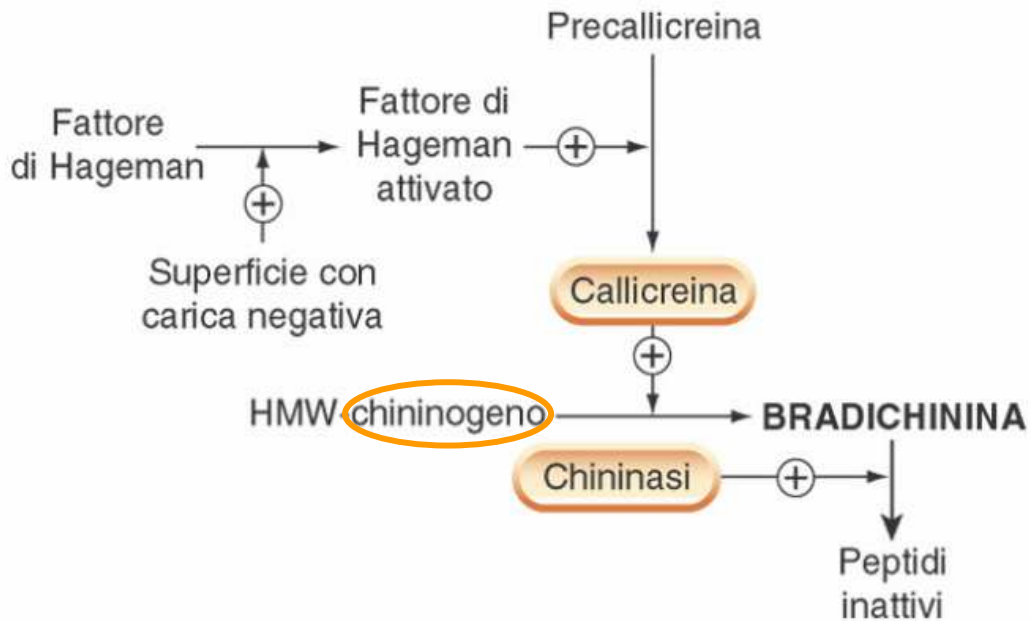 Precallicreina
Fattore
di Hageman
Fattore di
Hageman
attivato
+
+
Superficie con
carica negativa
Callicreina
+
HMW-chininogeno
BRADICHININA
Chininasi
+
Peptidi
inattivi